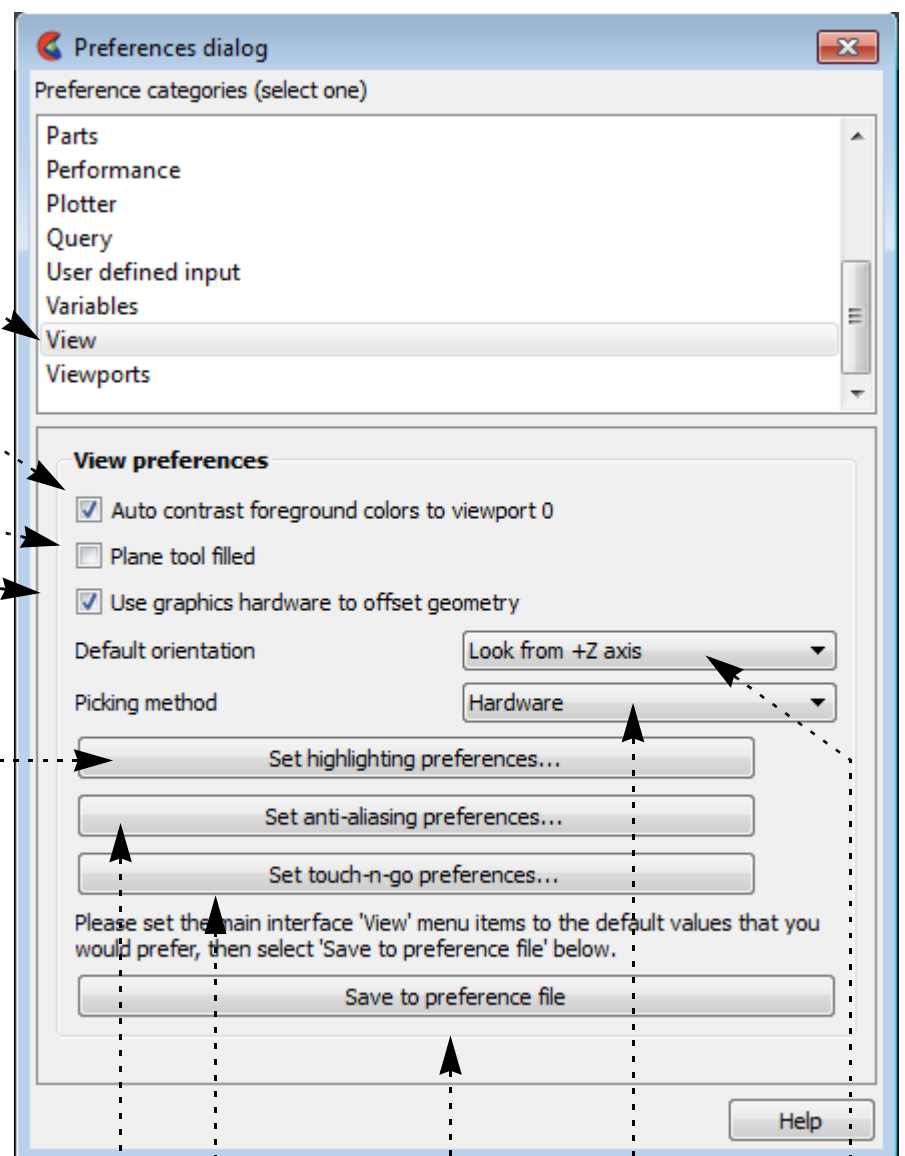 Preferences dialog
Preference categories (select one)
Parts
Performance
Plotter
Query
User defined input
Variables
View
Viewports
View preferences
Auto contrast foreground colors to viewport 0
Plane tool filled
Use graphics hardware to offset geometry
Default orientation Look from +Z axis
Picking method Hardware
Set highlighting preferences...
Set anti-aliasing preferences...
Set touch-n-go preferences...
Please set the main interface 'View' menu items to the default values that you
would prefer, then select 'Save to preference file' below.
Save to preference file
Help